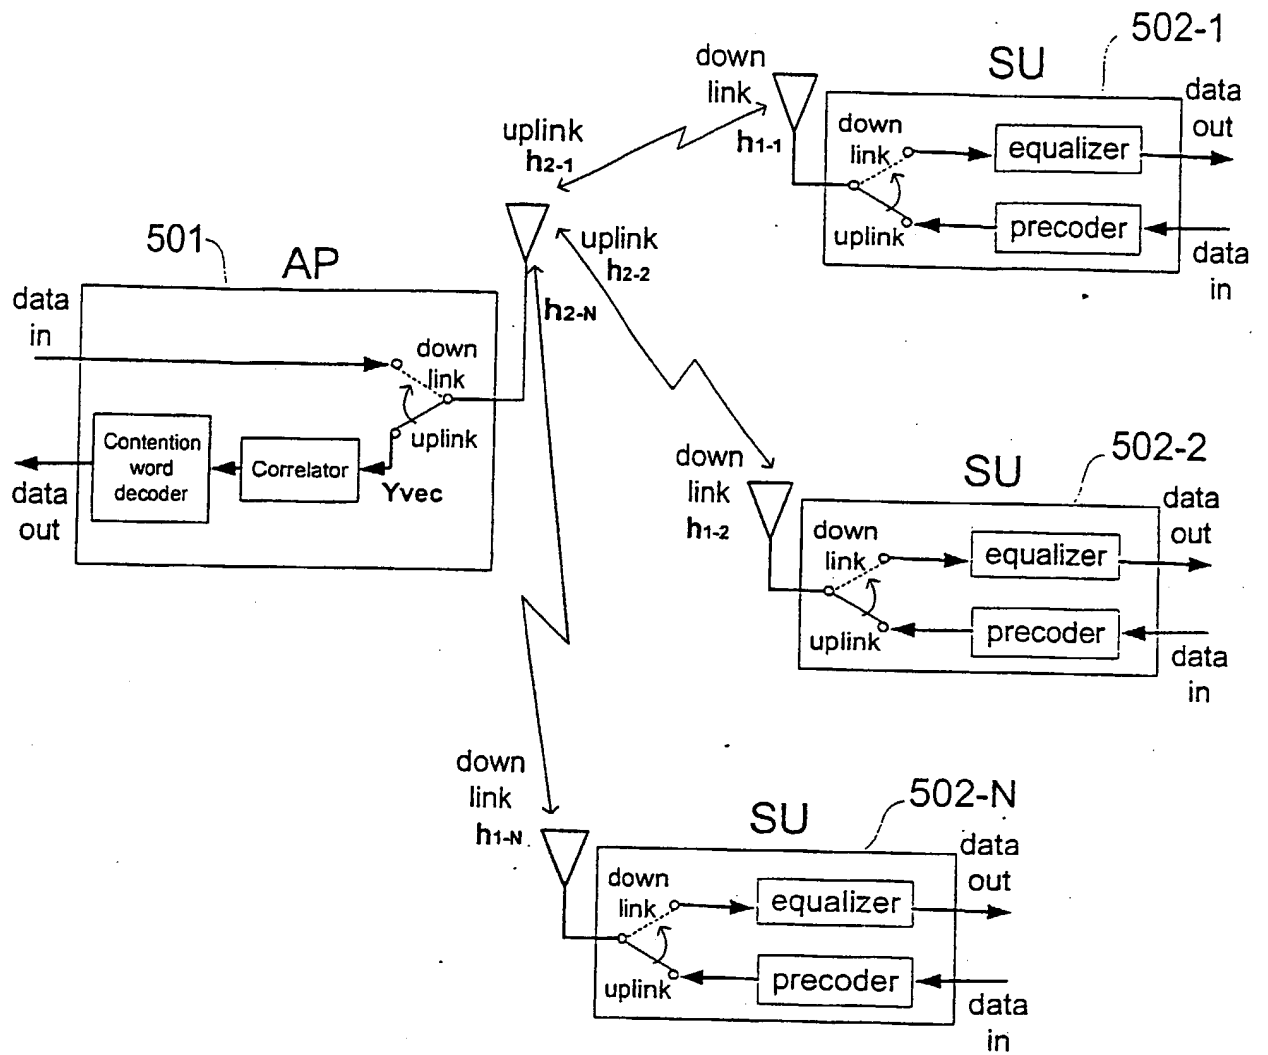 502-1
SU
down
link
h1-1
data
out
down
link
equalizer
uplink
precoder
data
in
uplink
h2-1
501
AP
uplink
h2-2
h2-N
data
in
down
link
uplink
Contention
word
decoder
Correlator
Yvec
data
out
502-2
SU
down
link
h1-2
data
out
down
link
equalizer
uplink
precoder
data
in
502-N
SU
down
link
h1-N
data
out
down
link
equalizer
uplink
precoder
data
in